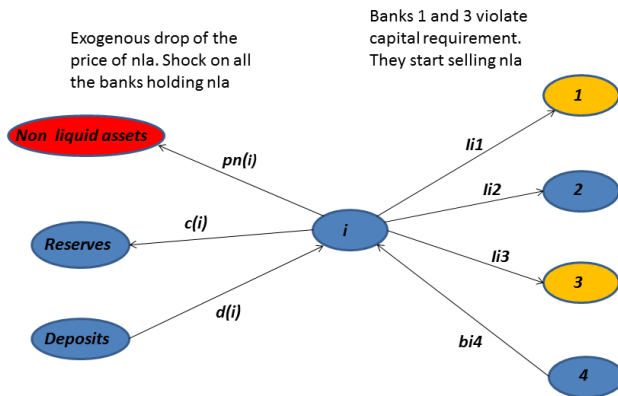 Exogenous drop of the
price of nla. Shock on all
the banks holding nla
Banks 1 and 3 violate
capital requirement.
They start selling nla
1
Non liquid assets
li1
pn(i)
li2
2
c(i)
i
Reserves
li3
3
d(i)
Deposits
bi4
4